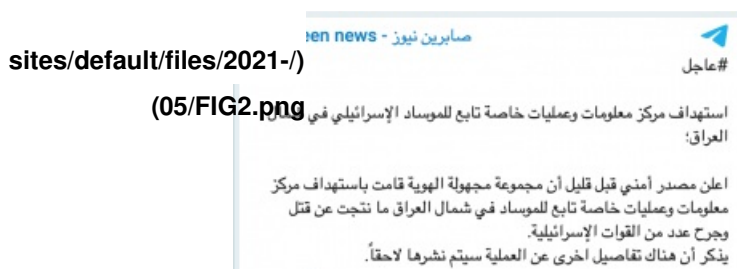 صابرين نيوز - een news
sites/default/files/2021-/)
(05/FIG2.png
#عاجل
استهداف مركز معلومات وعمليات خاصة تابع للموساد الإسرائيلي في شمال
العراق؛
اعلن مصدر أمني قبل قليل أن مجموعة مجهولة الهوية قامت باستهداف مركز
معلومات وعمليات خاصة تابع للموساد في شمال العراق ما نتجت عن قتل
وجرح عدد من القوات الإسرائيلية.
يذكر أن هناك تفاصيل اخرى عن العملية سيتم نشرها لاحقاً.